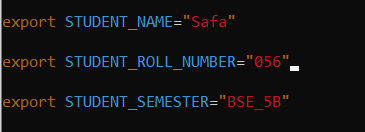 export STUDENT_NAME="Safa"
export STUDENT_ROLL_NUMBER="056"
export STUDENT_SEMESTER="BSE_5B"